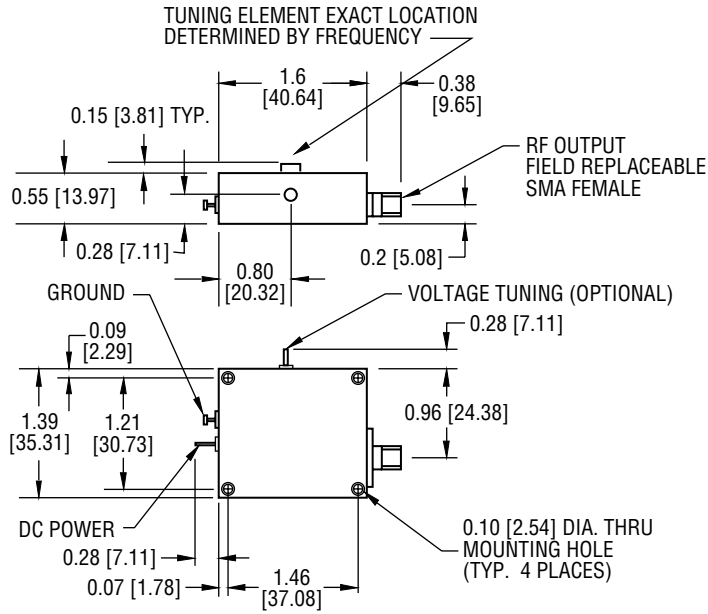 TUNING ELEMENT EXACT LOCATION
DETERMINED BY FREQUENCY
1.6
[40.64]
0.38
[9.65]
0.15 [3.81] TYP.
RF OUTPUT
FIELD REPLACEABLE
SMA FEMALE
0.55 [13.97]
0.28 [7.11]
0.2 [5.08]
0.80
[20.32]
GROUND
VOLTAGE TUNING (OPTIONAL)
0.28 [7.11]
0.09
[2.29]
1.39
[35.31]
1.21
[30.73]
0.96 [24.38]
DC POWER
0.10 [2.54] DIA. THRU
MOUNTING HOLE
(TYP. 4 PLACES)
0.28 [7.11]
0.07 [1.78]
1.46
[37.08]